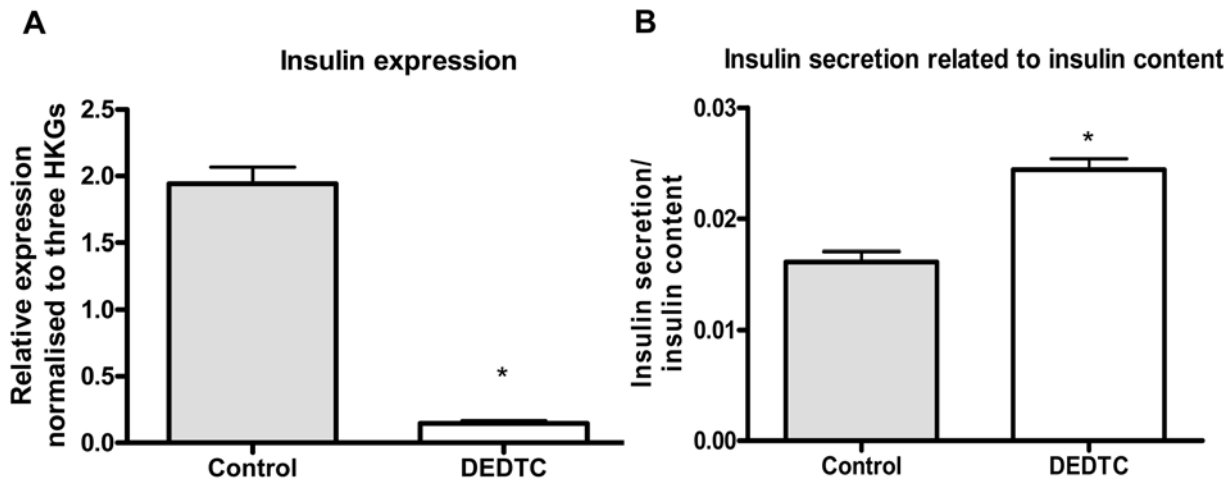 A
Insulin expression
Relative expression
normalised to three HKGs
2.5
2.0
1.5
1.0
0.5
0.0
*
Control
DEDTC
B
Insulin secretion related to insulin content
Insulin secretion/
insulin content
0.03
0.02
0.01
0.00
*
Control
DEDTC